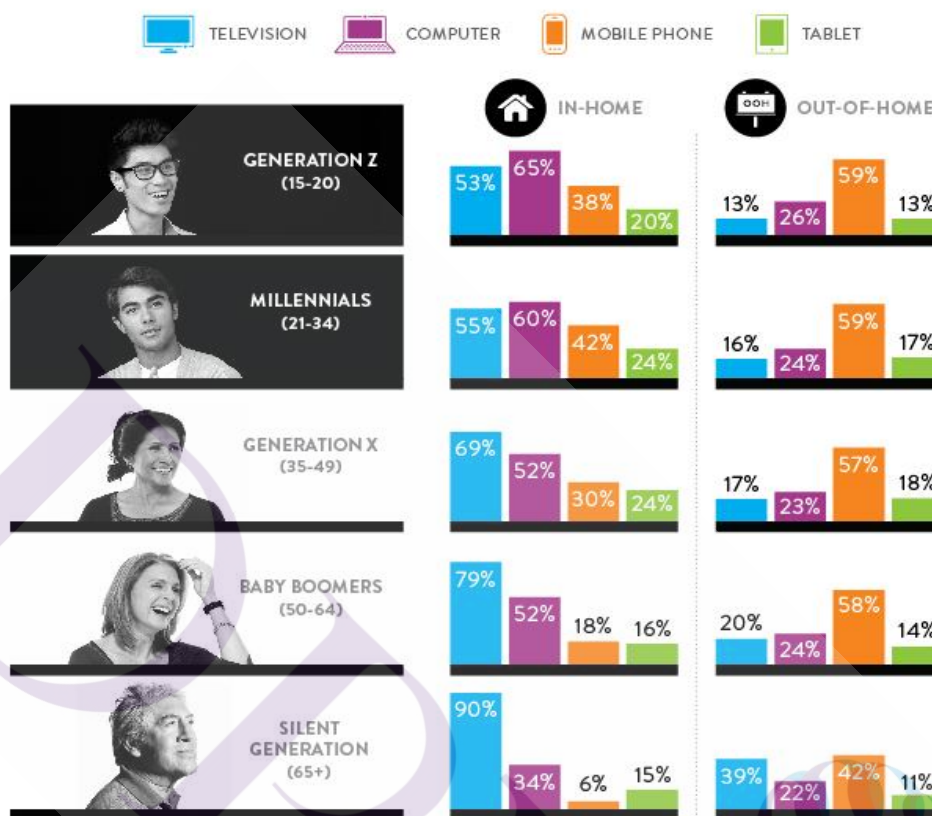 TELEVISION COMPUTER MOBILE PHONE TABLET
IN-HOME OOH OUT-OF-HOME
GENERATION Z
(15-20)
53% 65% 38% 20% 13% 26% 59% 13%
MILLENNIALS
(21-34)
55% 60% 42% 24% 16% 24% 59% 17%
GENERATION X
(35-49)
69% 52% 30% 24% 17% 23% 57% 18%
BABY BOOMERS
(50-64)
79% 52% 18% 16% 20% 24% 58% 14%
SILENT
GENERATION
(65+)
90% 34% 6% 15% 39% 22% 42% 11%